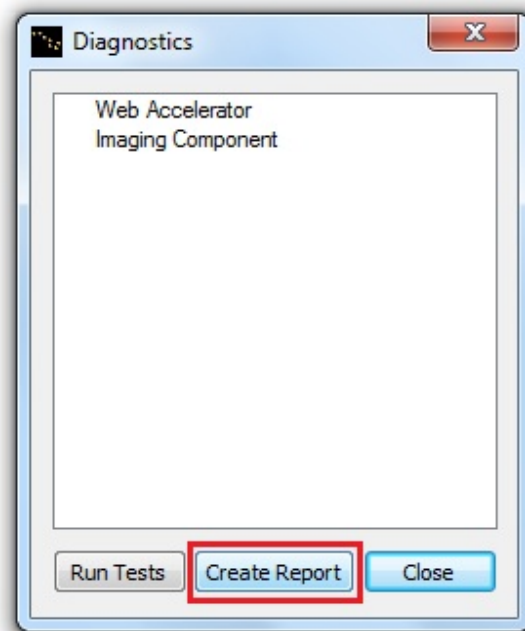 Diagnostics
Web Accelerator
Imaging Component
Run Tests Create Report Close